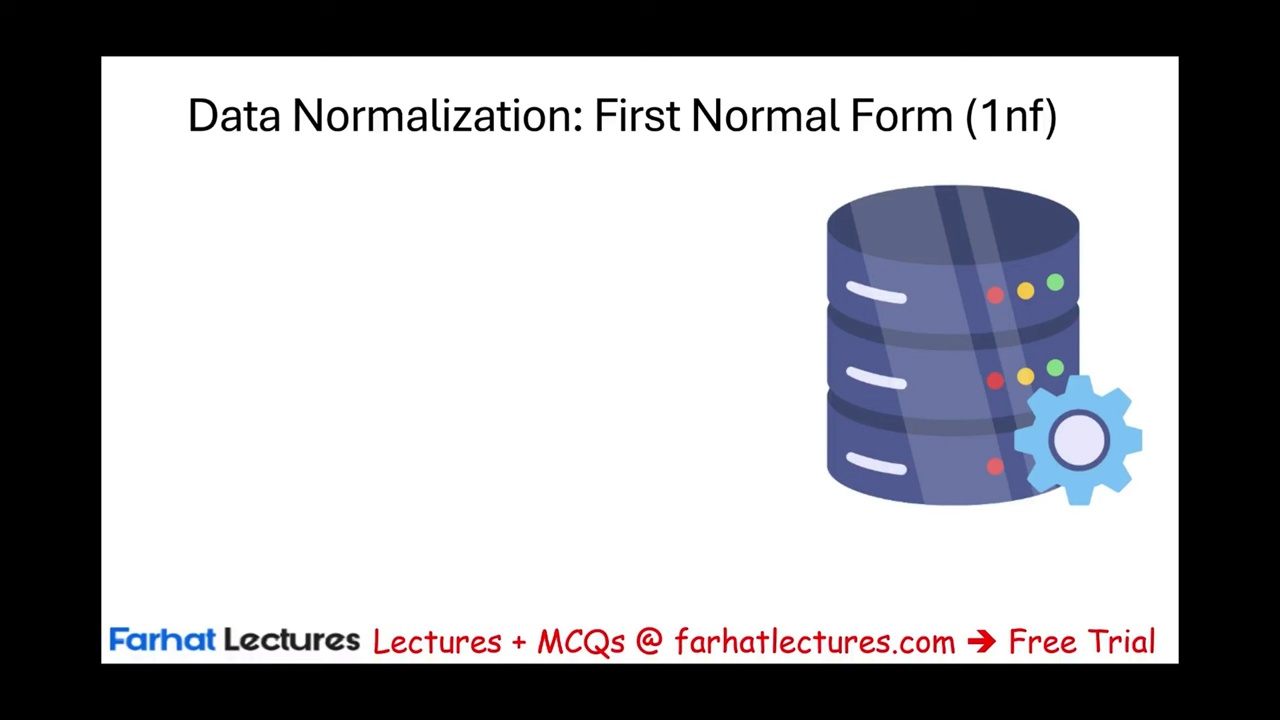 Data Normalization: First Normal Form (1nf)
Farhat Lectures Lectures + MCQs @ farhatlectures.com ➔ Free Trial